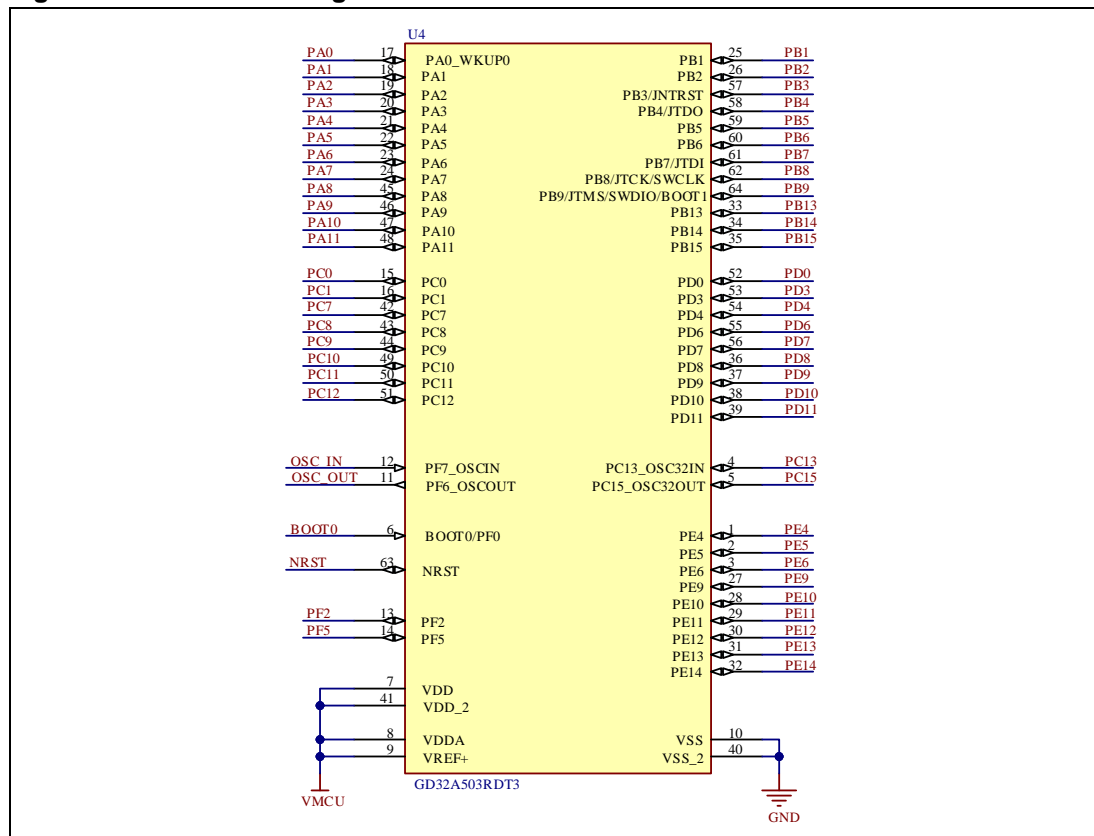 U4
PA0 17 PA0_WKUP0 PB1 25 PB1
PA1 18 PA1 PB2 26 PB2
PA2 19 PA2 PB3/JNTRST 57 PB3
PA3 20 PA3 PB4/JTDO 58 PB4
PA4 21 PA4 PB5 59 PB5
PA5 22 PA5 PB6 60 PB6
PA6 23 PA6 PB7/JTDI 61 PB7
PA7 24 PA7 PB8/JTCK/SWCLK 62 PB8
PA8 45 PA8 PB9/JTMS/SWDIO/BOOT1 64 PB9
PA9 46 PA9 PB13 33 PB13
PA10 47 PA10 PB14 34 PB14
PA11 48 PA11 PB15 35 PB15
PC0 15 PC0 PD0 52 PD0
PC1 16 PC1 PD3 53 PD3
PC7 42 PC7 PD4 54 PD4
PC8 43 PC8 PD6 55 PD6
PC9 44 PC9 PD7 56 PD7
PC10 49 PC10 PD8 36 PD8
PC11 50 PC11 PD9 37 PD9
PC12 51 PC12 PD10 38 PD10
PD11 39 PD11
OSC_IN 12 PF7_OSCIN PC13_OSC32IN 4 PC13
OSC_OUT 11 PF6_OSCOUT PC15_OSC32OUT 5 PC15
BOOT0 6 BOOT0/PF0 PE4 1 PE4
PE5 2 PE5
NRST 63 NRST PE6 3 PE6
PE9 27 PE9
PE10 28 PE10
PF2 13 PF2 PE11 29 PE11
PF5 14 PF5 PE12 30 PE12
PE13 31 PE13
PE14 32 PE14
7 VDD
41 VDD_2
8 VDDA VSS 10
9 VREF+ VSS_2 40
GD32A503RDT3
VMCU
GND